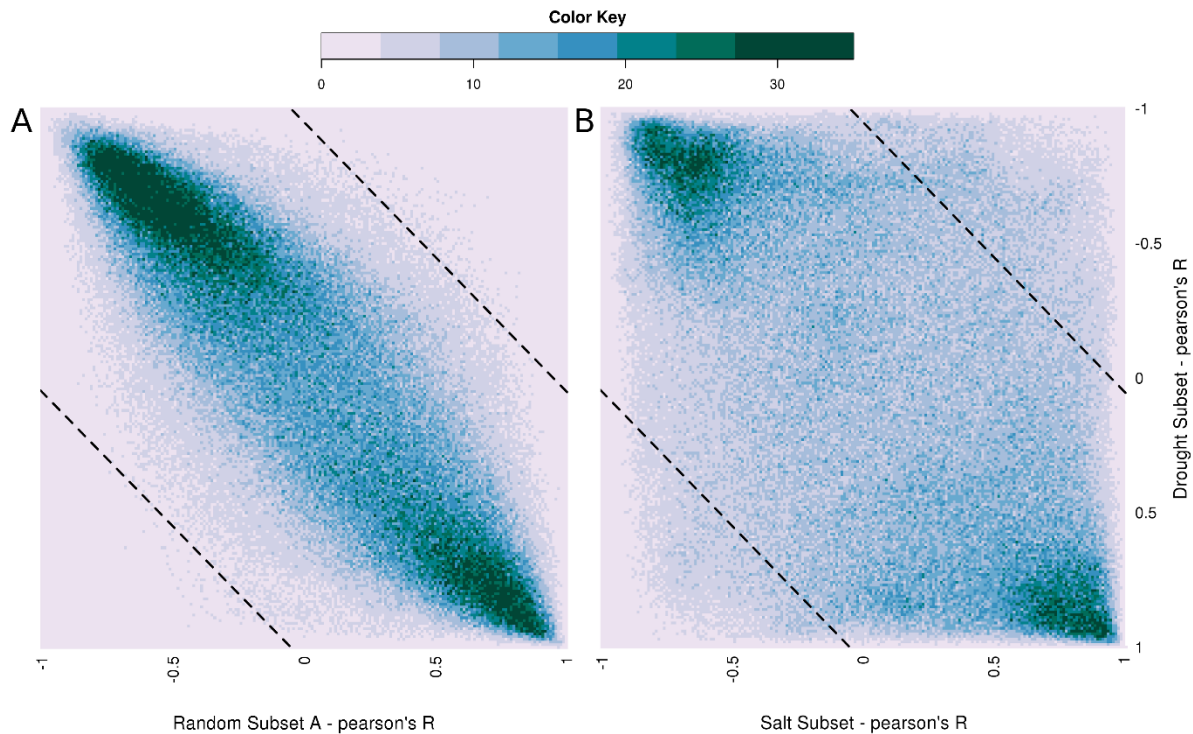 Color Key
0 10 20 30
A
B
-1
-0.5
0
0.5
1
Drought Subset - pearson's R
-1 -0.5 0 0.5 1
-1 -0.5 0 0.5 1
Random Subset A - pearson's R
Salt Subset - pearson's R